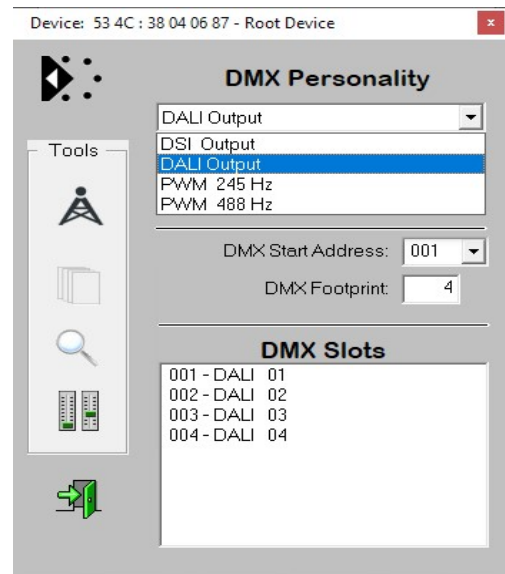 Device: 53 4C : 38 04 06 87 - Root Device
x
DMX Personality
DALI Output
Tools
DSI Output
DALI Output
PWM 245 Hz
PWM 488 Hz
DMX Start Address: 001
DMX Footprint: 4
DMX Slots
001 - DALI 01
002 - DALI 02
003 - DALI 03
004 - DALI 04